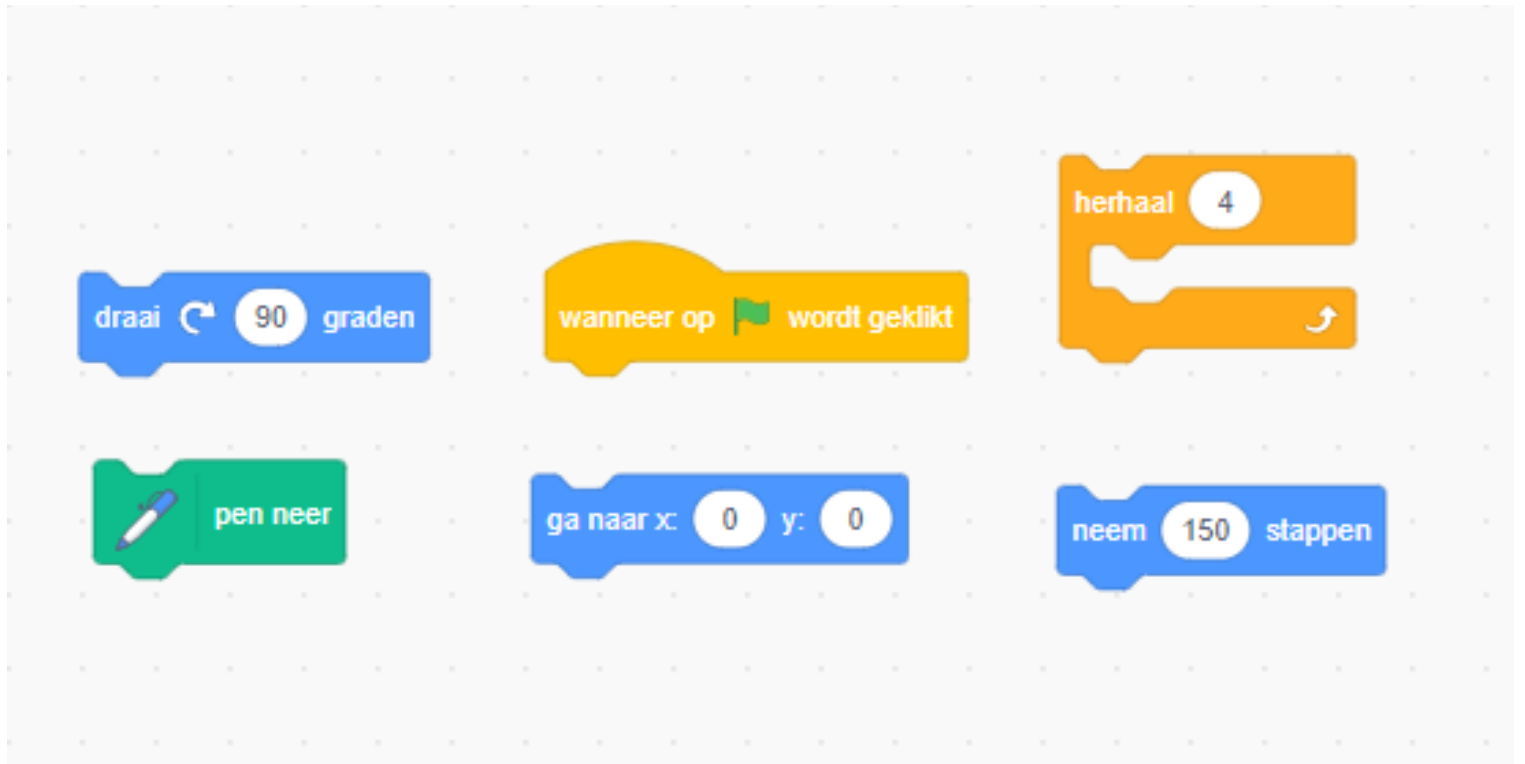 herhaal 4
draai 90 graden
wanneer op wordt geklikt
pen neer
ga naar x: 0 y: 0
neem 150 stappen